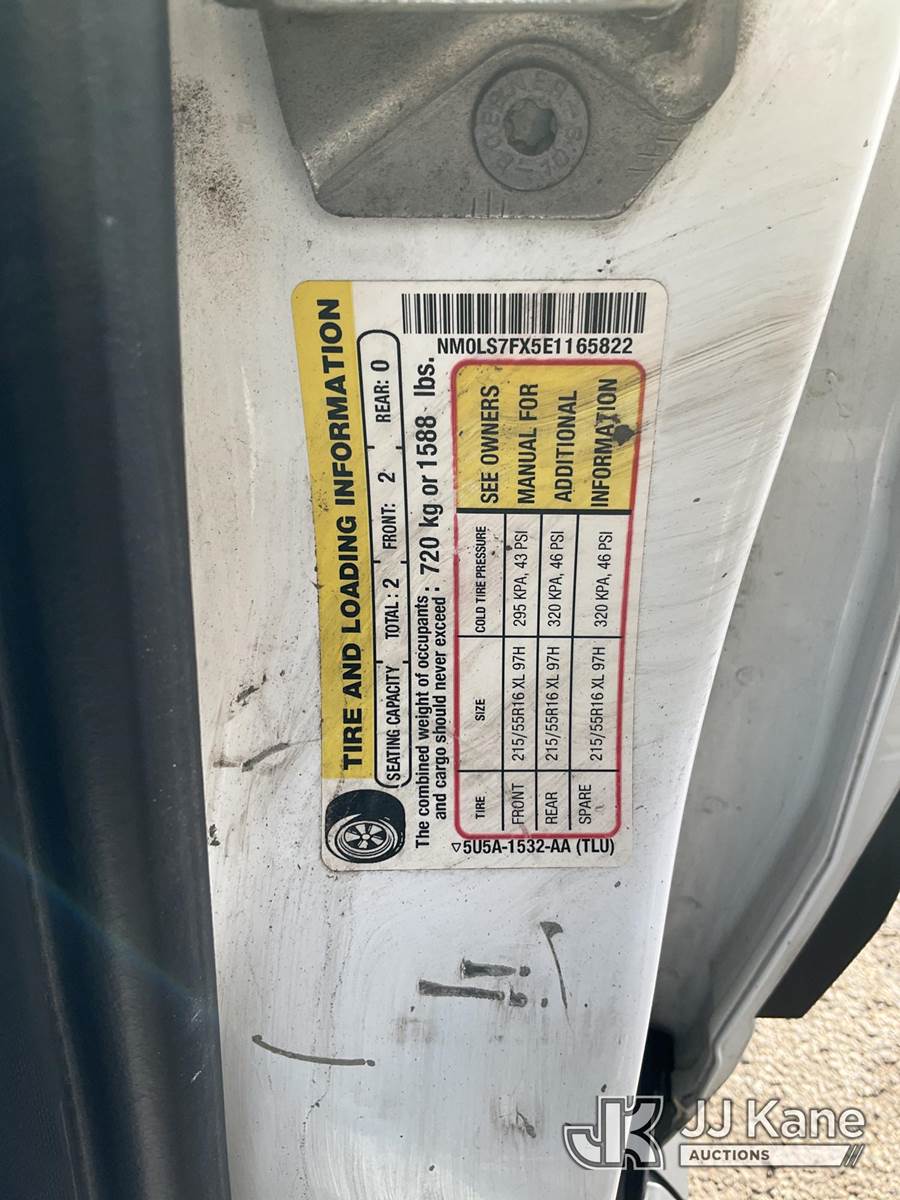 NM0LS7FX5E1165822
TIRE AND LOADING INFORMATION
SEATING CAPACITY TOTAL : 2 FRONT: 2 REAR: 0
The combined weight of occupants
and cargo should never exceed : 720 kg or 1588 lbs.
TIRE SIZE COLD TIRE PRESSURE
FRONT 215/55R16 XL 97H 295 KPA, 43 PSI
REAR 215/55R16 XL 97H 320 KPA, 46 PSI
SPARE 215/55R16 XL 97H 320 KPA, 46 PSI
SEE OWNERS
MANUAL FOR
ADDITIONAL
INFORMATION
5U5A-1532-AA (TLU)
JK JJ Kane
AUCTIONS